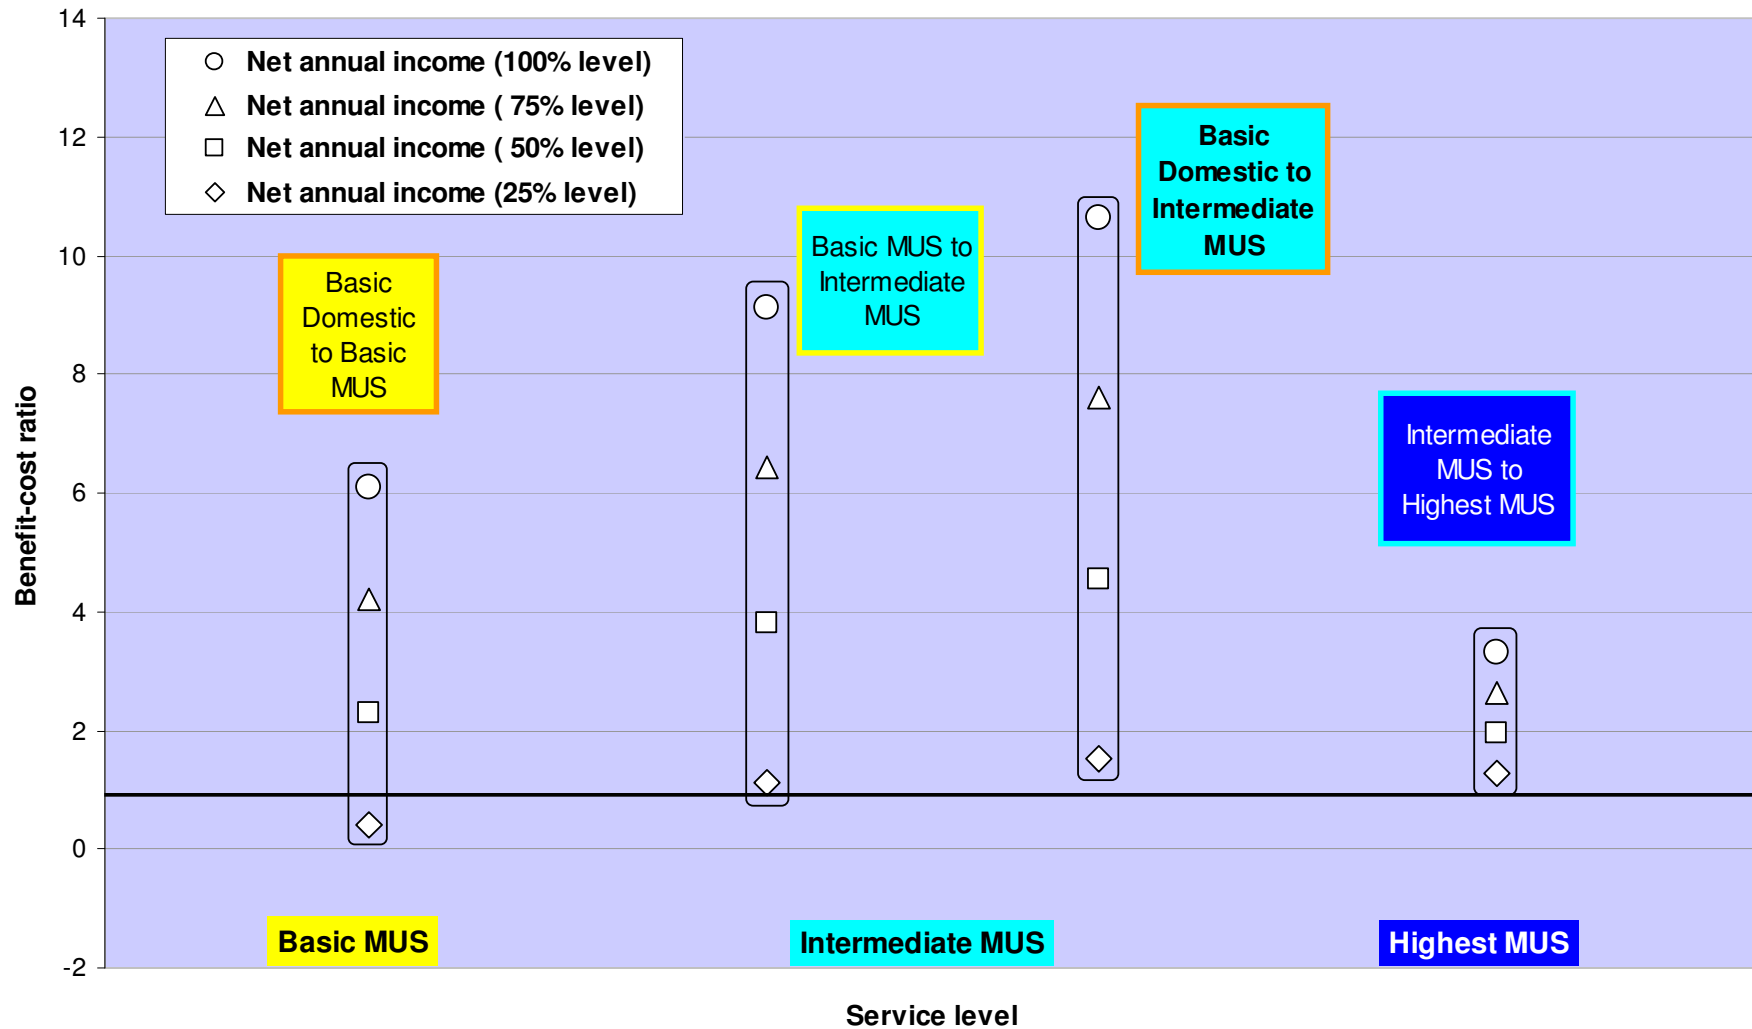 14
12
10
8
6
4
2
0
-2
Benefit-cost ratio
Net annual income (100% level)
Net annual income ( 75% level)
Net annual income ( 50% level)
Net annual income (25% level)
Basic
Domestic
to Basic
MUS
Basic MUS to
Intermediate
MUS
Basic
Domestic to
Intermediate
MUS
Intermediate
MUS to
Highest MUS
Basic MUS
Intermediate MUS
Highest MUS
Service level